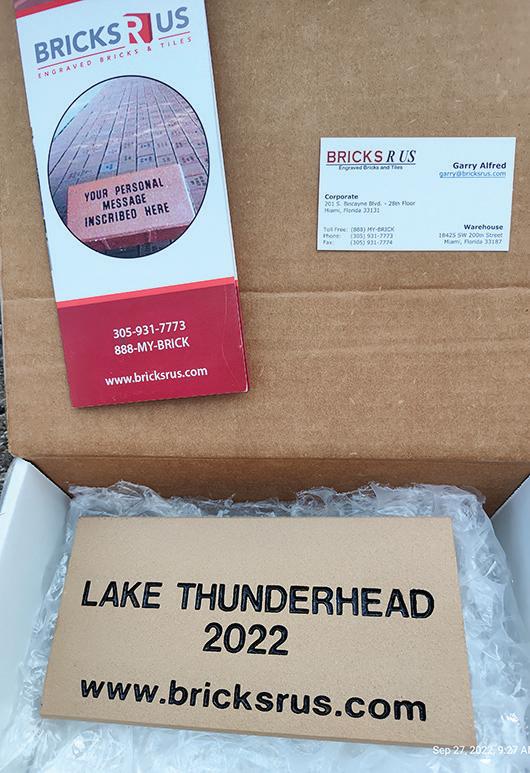 BRICKS R US
ENGRAVED BRICKS & TILES
YOUR PERSONAL
MESSAGE
INSCRIBED HERE
305-931-7773
888-MY-BRICK
www.bricksrus.com
BRICKS R US
Engraved Bricks and Tiles
Garry Alfred
garry@bricksrus.com
Corporate
201 S. Biscayne Blvd. - 28th Floor
Miami, Florida 33131
Toll Free: (888) MY-BRICK
Phone: (305) 931-7773
Fax: (305) 931-7774
Warehouse
18425 SW 200th Street
Miami, Florida 33187
LAKE THUNDERHEAD
2022
www.bricksrus.com
Sep 27, 2022, 9:27 AM